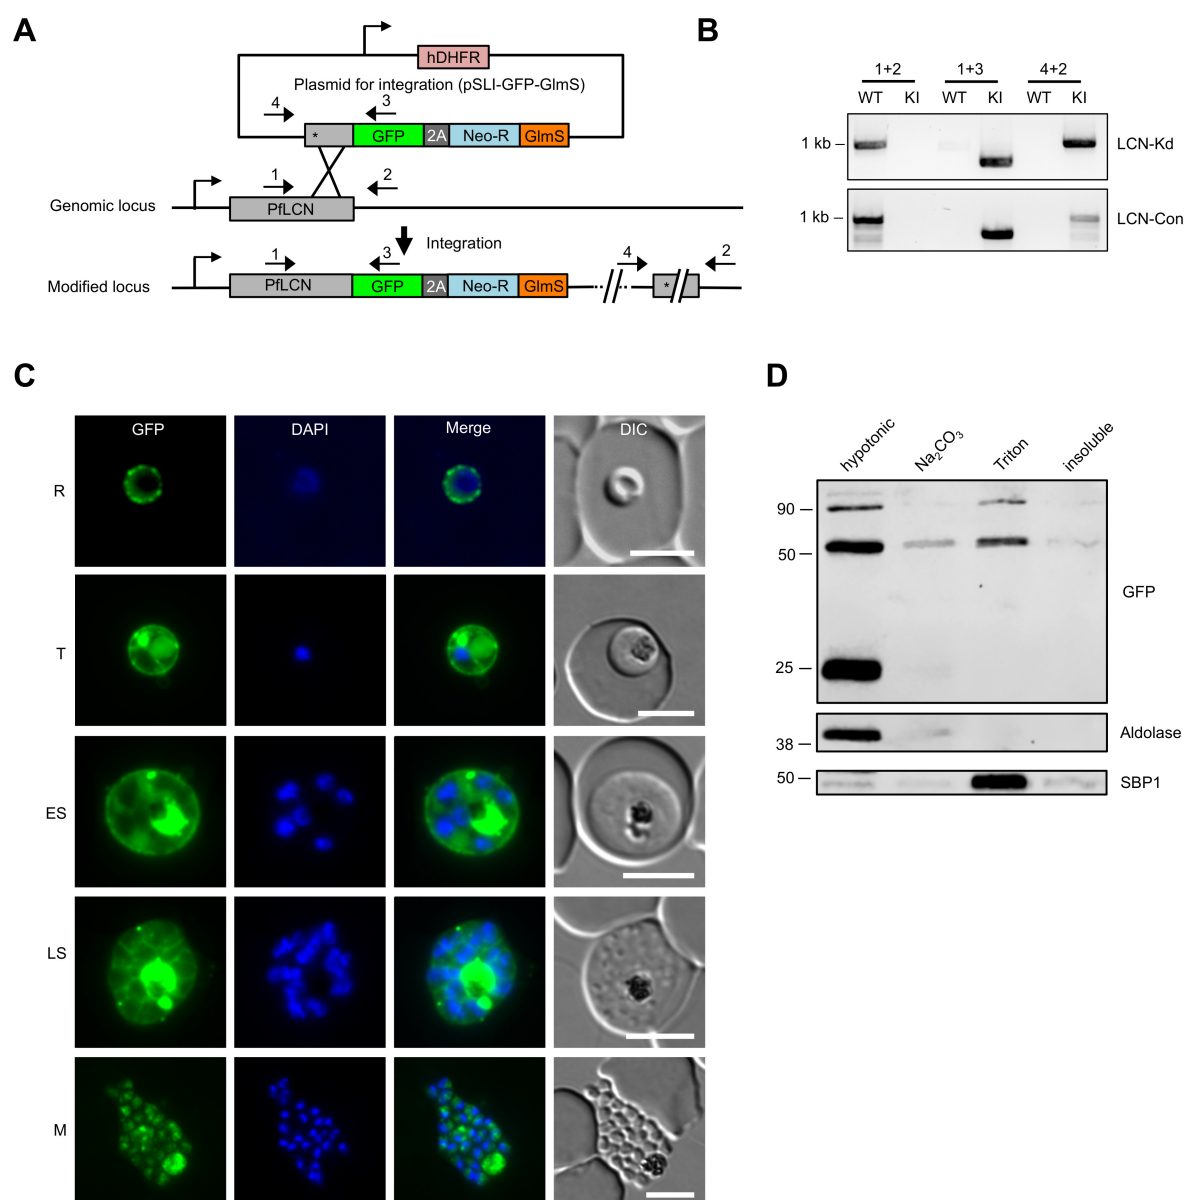 A
hDHFR
Plasmid for integration (pSLI-GFP-GlmS)
4
3
*
GFP
2A
Neo-R
GlmS
1
2
Genomic locus
PfLCN
Integration
1
3
4
2
Modified locus
PfLCN
GFP
2A
Neo-R
GlmS
*
B
1+2
1+3
4+2
WT
KI
WT
KI
WT
KI
1 kb
LCN-Kd
1 kb
LCN-Con
C
GFP
DAPI
Merge
DIC
R
T
ES
LS
M
D
hypotonic
Na₂CO₃
Triton
insoluble
90
50
25
GFP
38
Aldolase
50
SBP1